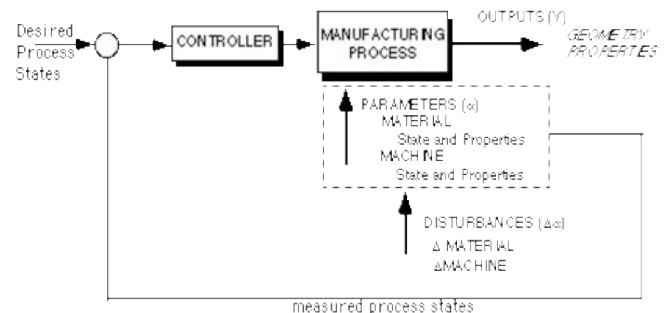 Desired
Process
States
CONTROLLER
MANUFACTURING
PROCESS
OUTPUTS (Y)
GEOMETRY
PROPERTIES
PARAMETERS (α)
MATERIAL
State and Properties
MACHINE
State and Properties
DISTURBANCES (Δα)
Δ MATERIAL
ΔMACHINE
measured process states